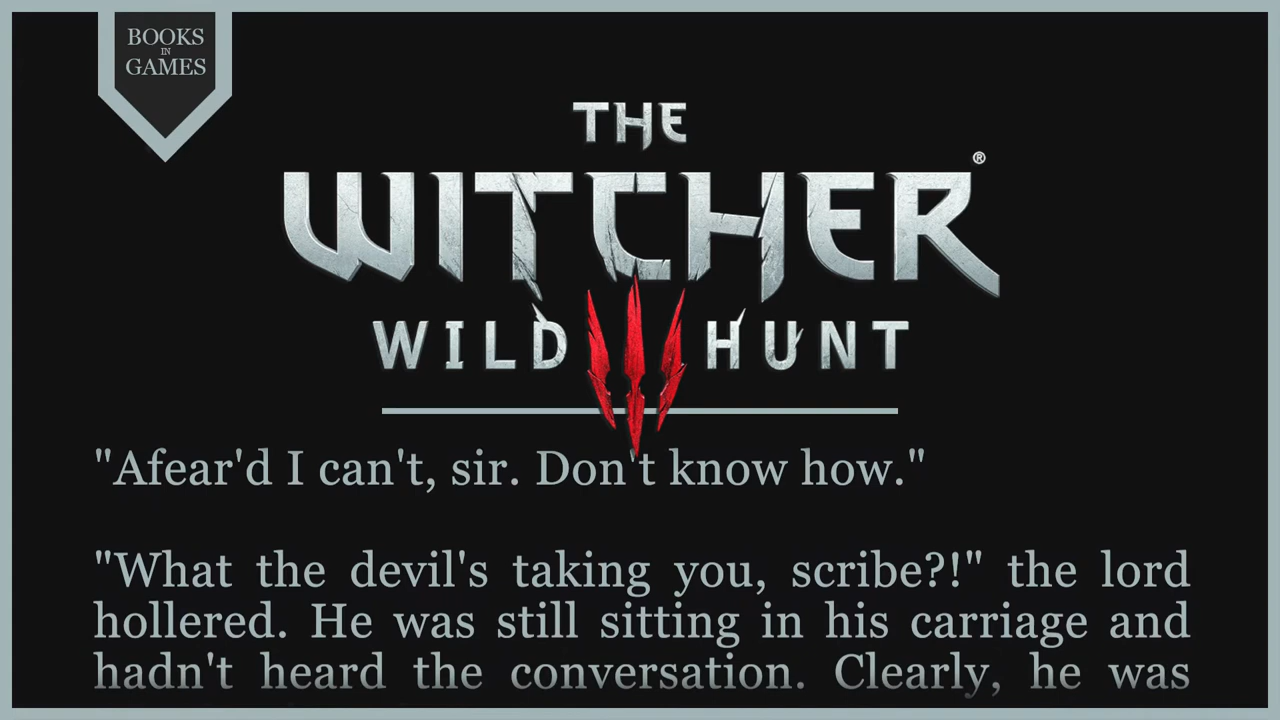 BOOKS
IN
GAMES
THE
WITCHER®
WILD HUNT
"Afear'd I can't, sir. Don't know how."
"What the devil's taking you, scribe?!" the lord
hollered. He was still sitting in his carriage and
hadn't heard the conversation. Clearly, he was